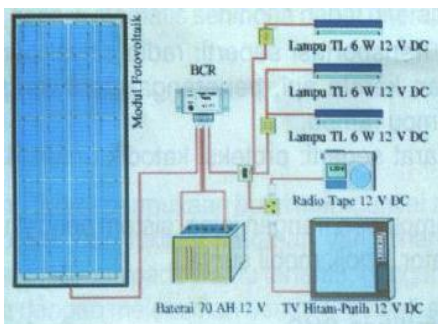 Modul Fotovoltaik
BCR
Lampu TL 6 W 12 V DC
Lampu TL 6 W 12 V DC
Lampu TL 6 W 12 V DC
Radio Tape 12 V DC
Baterai 70 AH 12 V
TV Hitam-Putih 12 V DC